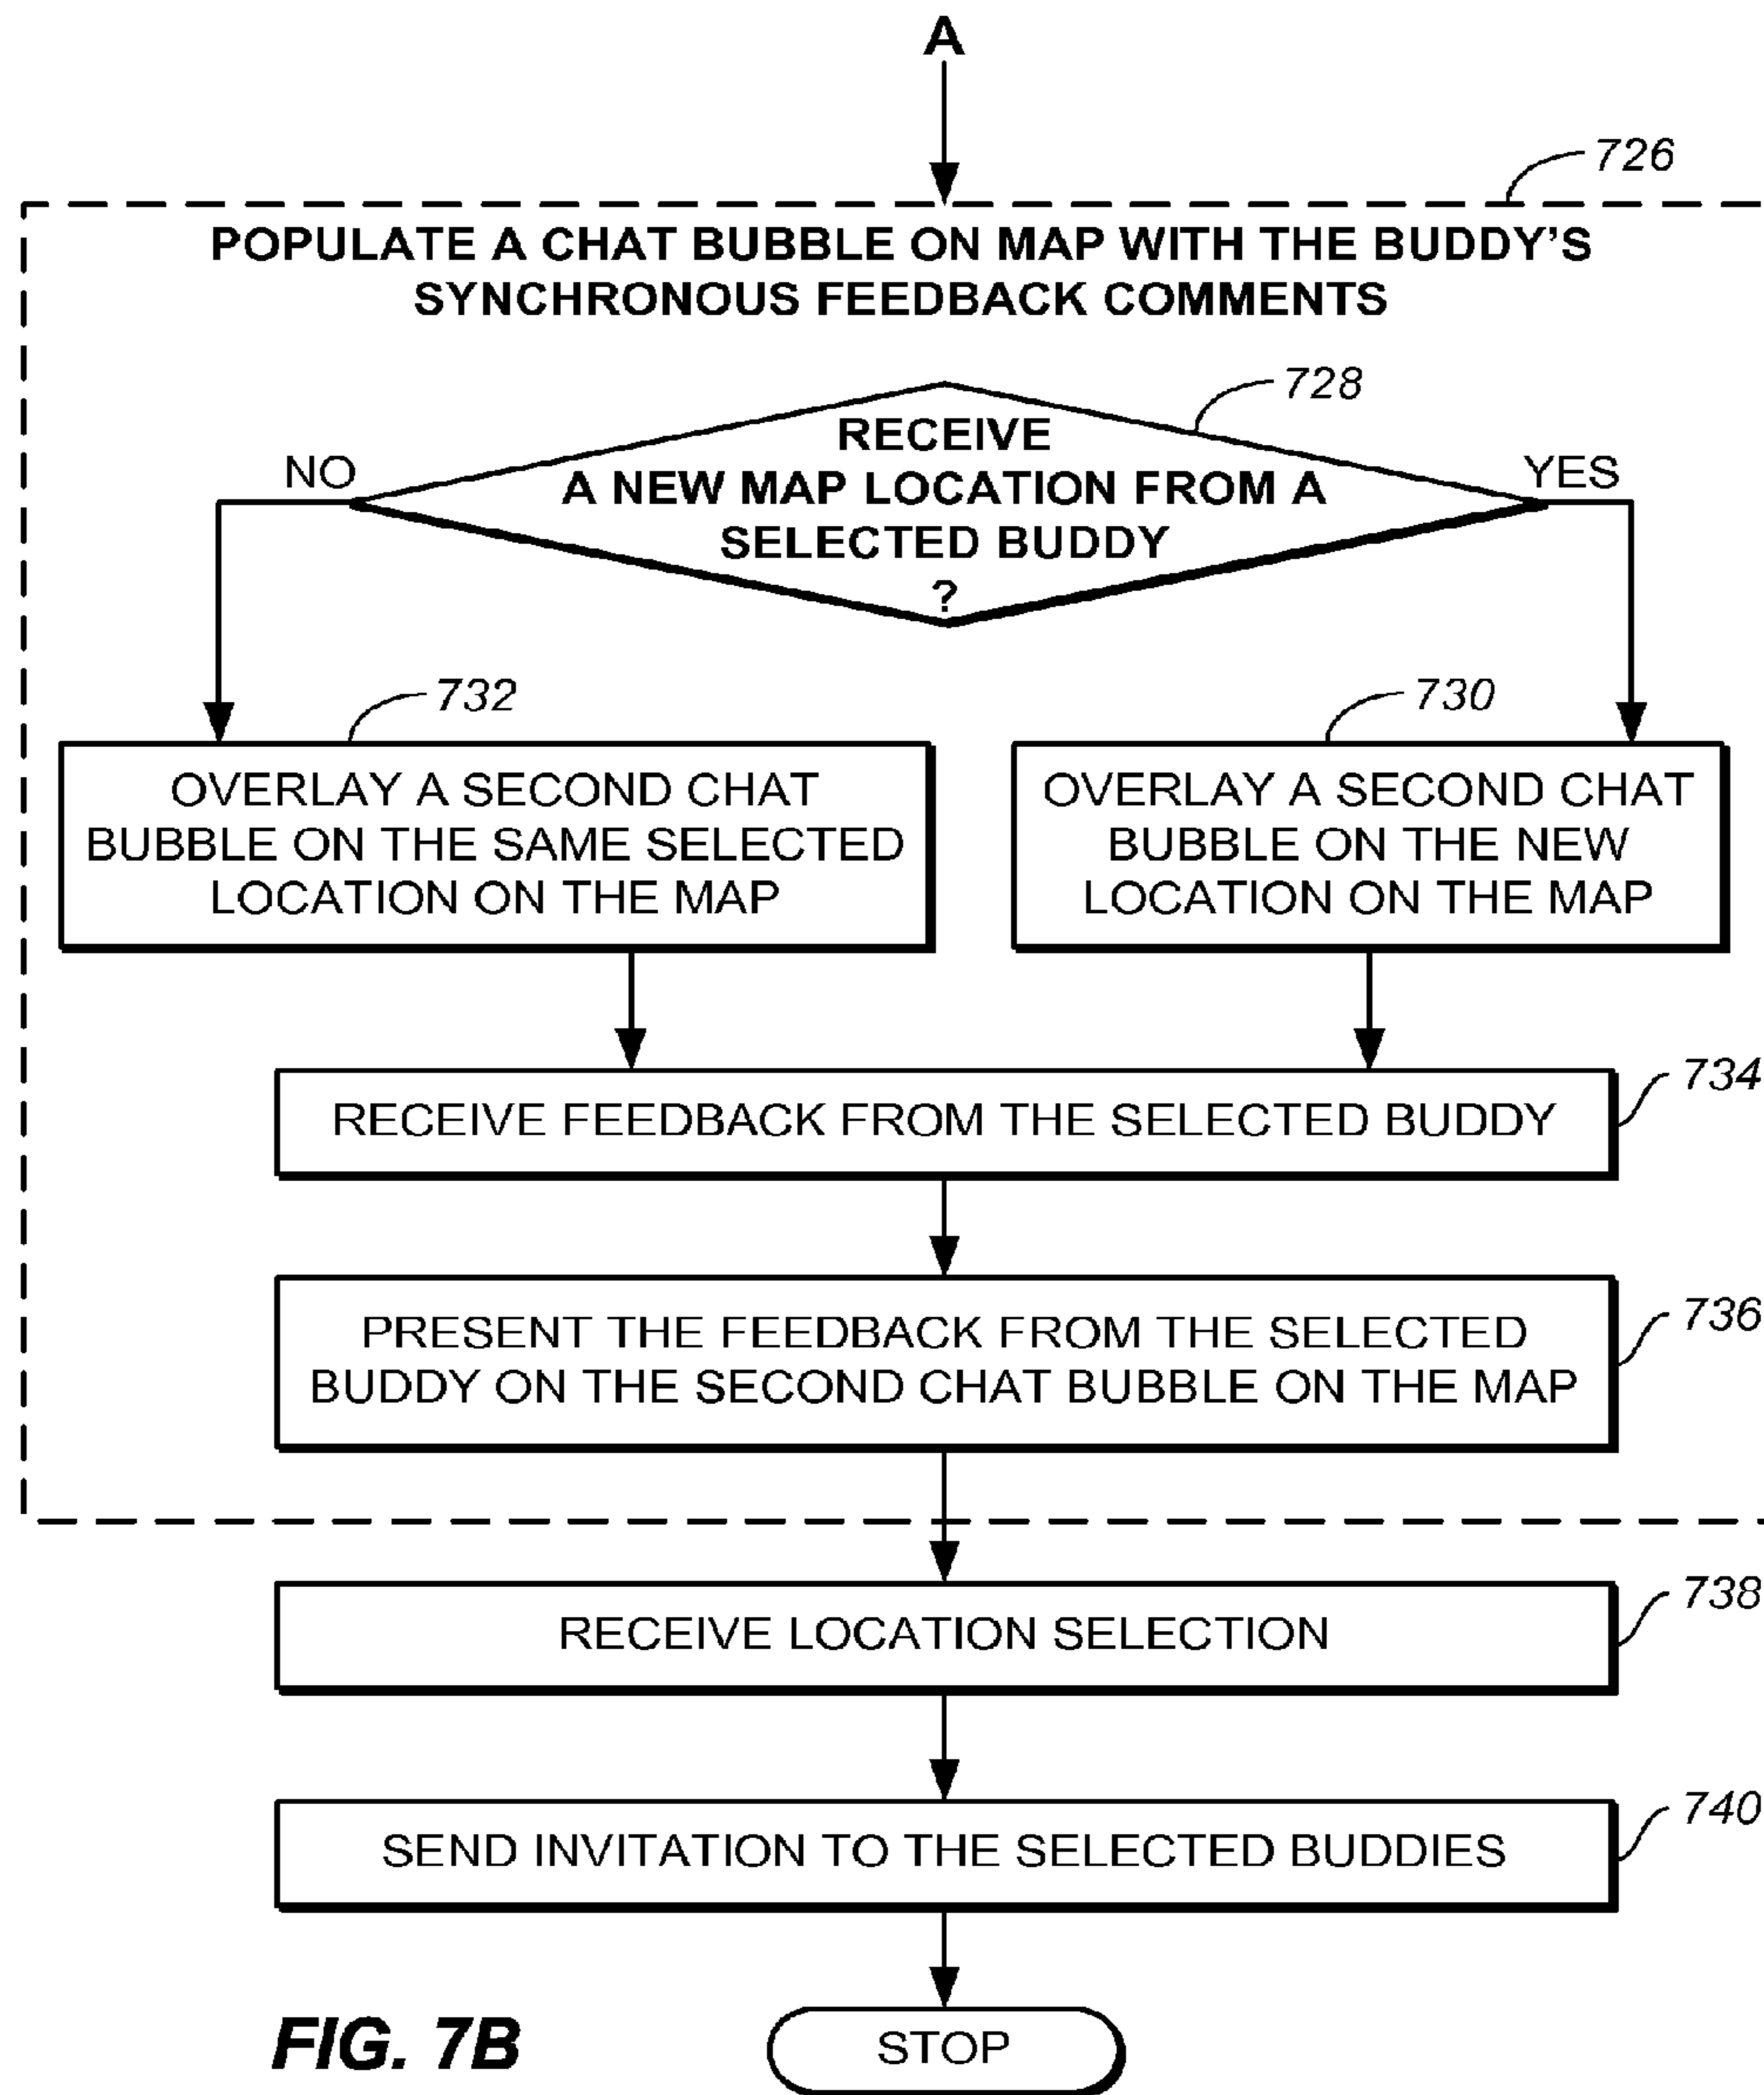 A
726
POPULATE A CHAT BUBBLE ON MAP WITH THE BUDDY'S
SYNCHRONOUS FEEDBACK COMMENTS
728
RECEIVE
A NEW MAP LOCATION FROM A
SELECTED BUDDY
?
NO
YES
732
730
OVERLAY A SECOND CHAT
BUBBLE ON THE SAME SELECTED
LOCATION ON THE MAP
OVERLAY A SECOND CHAT
BUBBLE ON THE NEW
LOCATION ON THE MAP
734
RECEIVE FEEDBACK FROM THE SELECTED BUDDY
736
PRESENT THE FEEDBACK FROM THE SELECTED
BUDDY ON THE SECOND CHAT BUBBLE ON THE MAP
738
RECEIVE LOCATION SELECTION
740
SEND INVITATION TO THE SELECTED BUDDIES
STOP
FIG. 7B